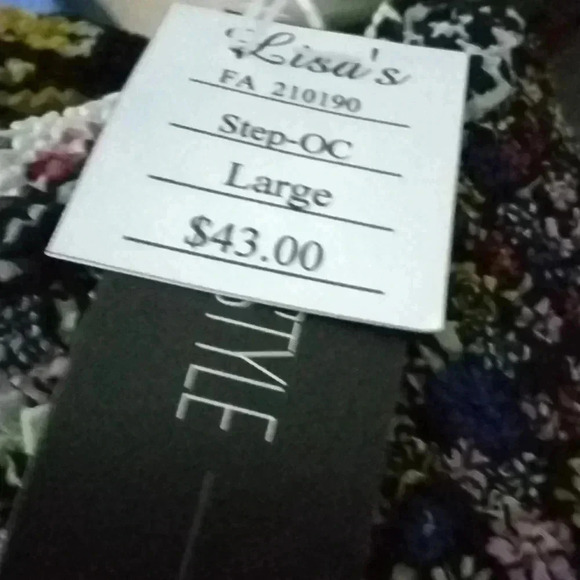 Lisa's
FA 210190
Step-OC
Large
$43.00
STYLE